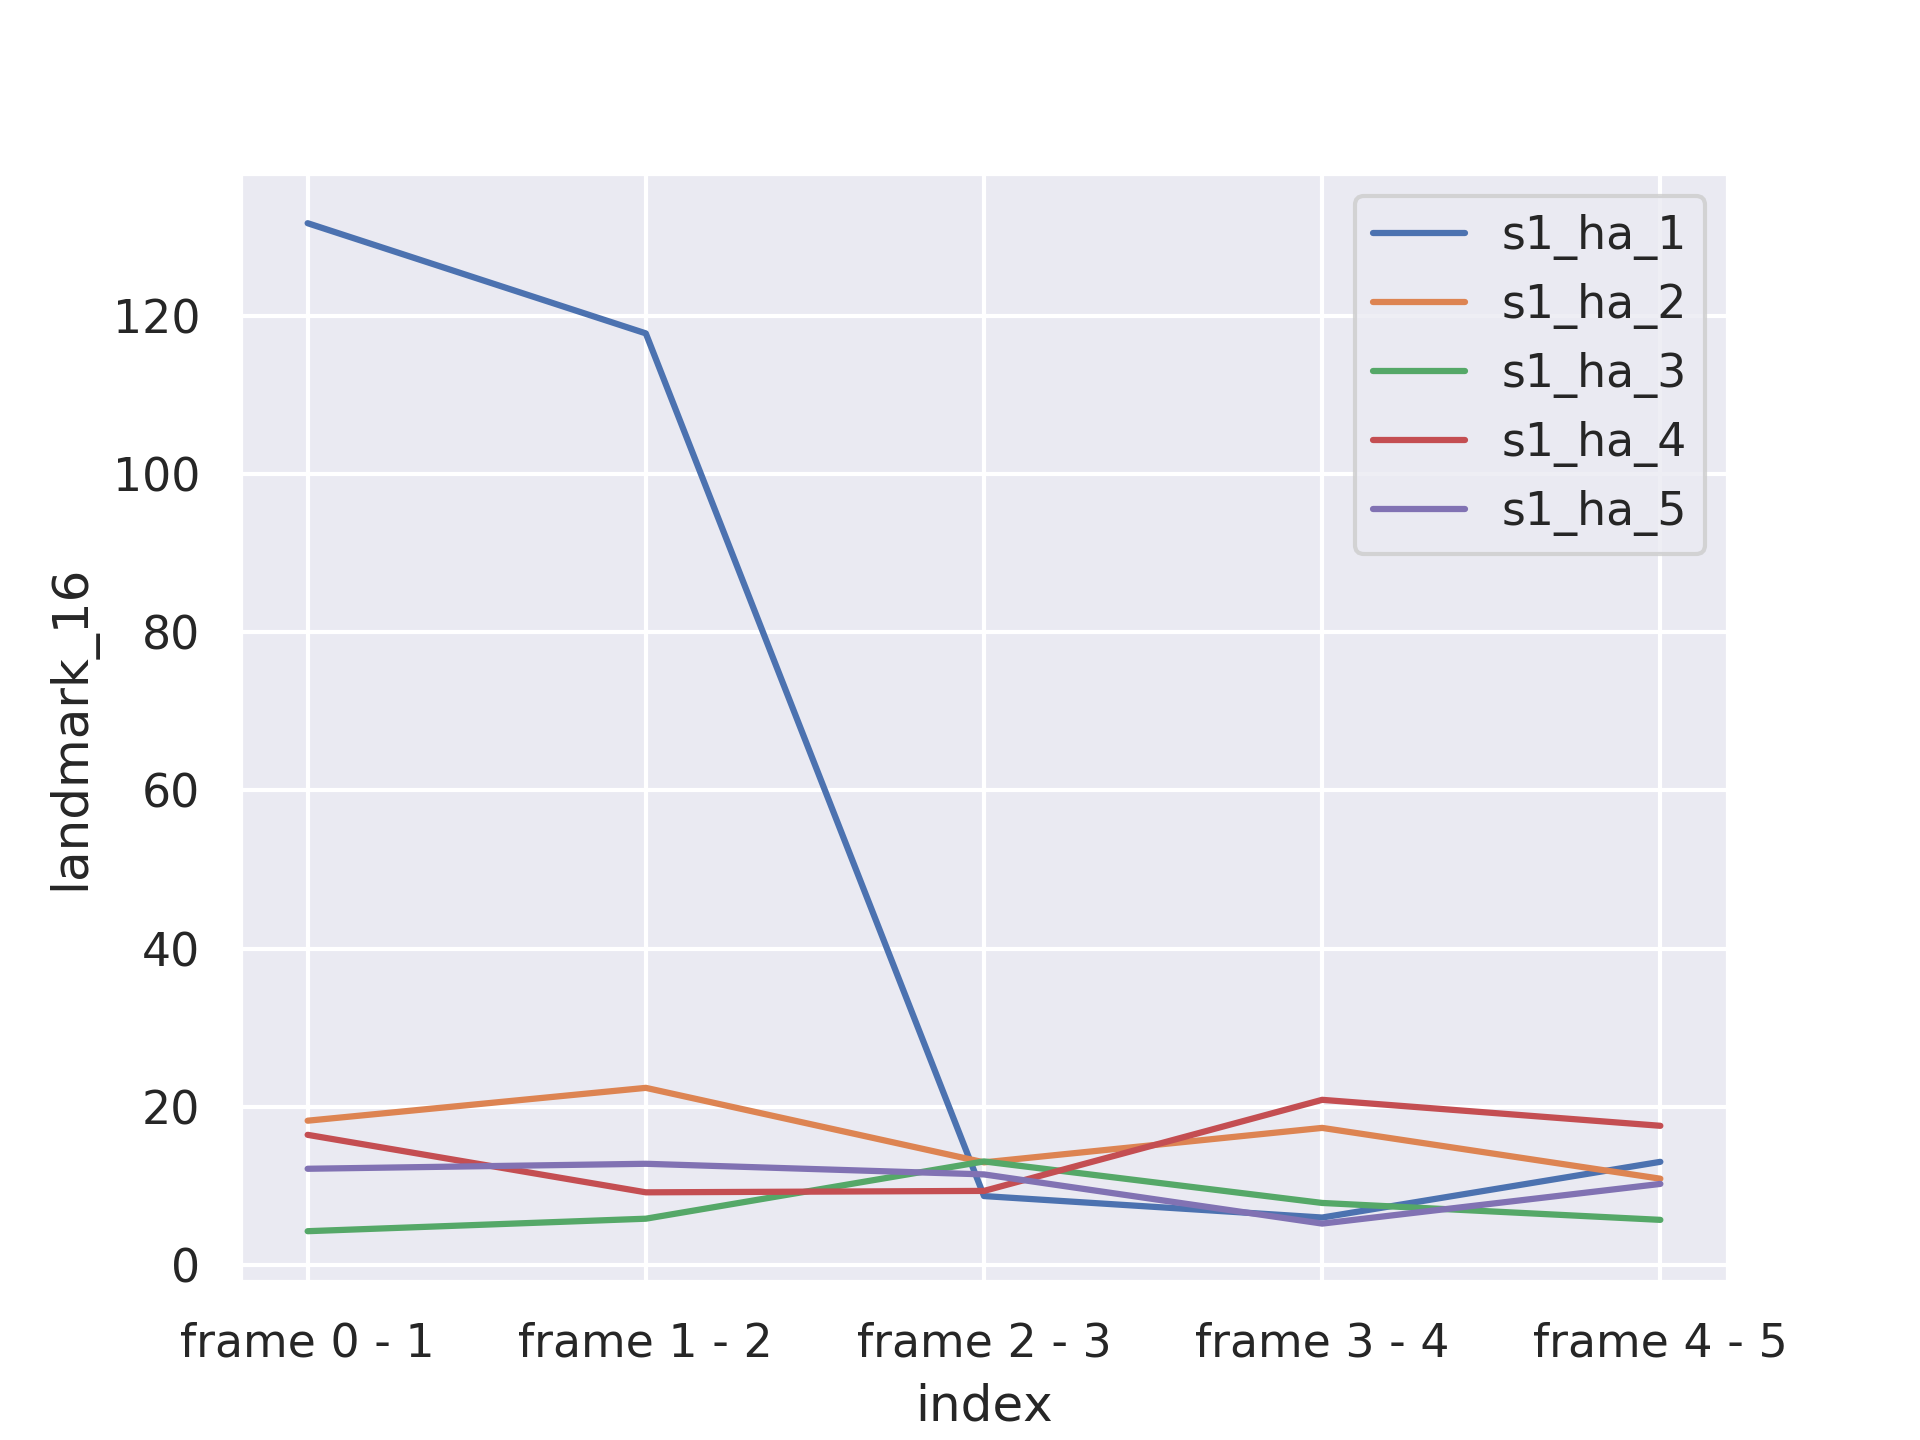 s1_ha_1
s1_ha_2
s1_ha_3
s1_ha_4
s1_ha_5
landmark_16
120
100
80
60
40
20
0
frame 0 - 1
frame 1 - 2
frame 2 - 3
frame 3 - 4
frame 4 - 5
index